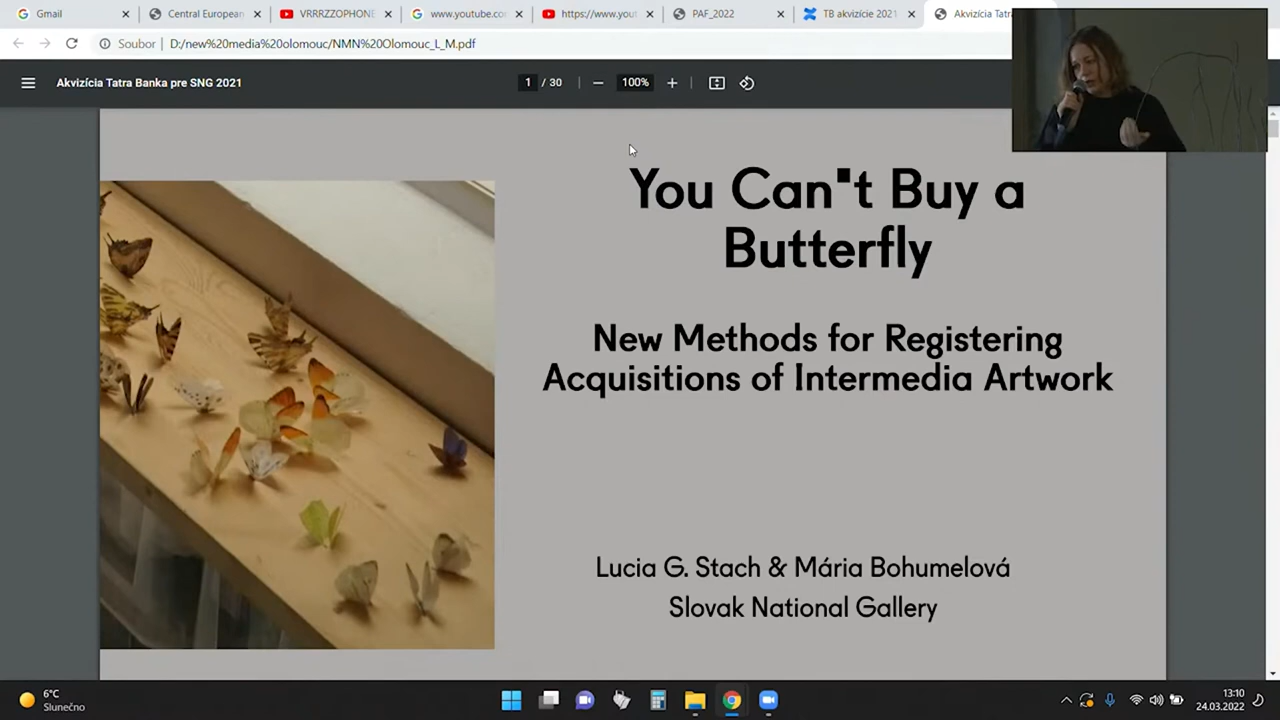 Gmail
Central European
VRRRZZOPHONE
www.youtube.co
https://www.yout
PAF_2022
TB akvizície 2021
Akvizícia Tatra
Soubor
D:/new%20media%20olomouc/NMN%20Olomouc_L_M.pdf
Akvizícia Tatra Banka pre SNG 2021
1 / 30
100%
You Can"t Buy a
Butterfly
New Methods for Registering
Acquisitions of Intermedia Artwork
Lucia G. Stach & Mária Bohumelová
Slovak National Gallery
6°C
Slunečno
13:10
24.03.2022